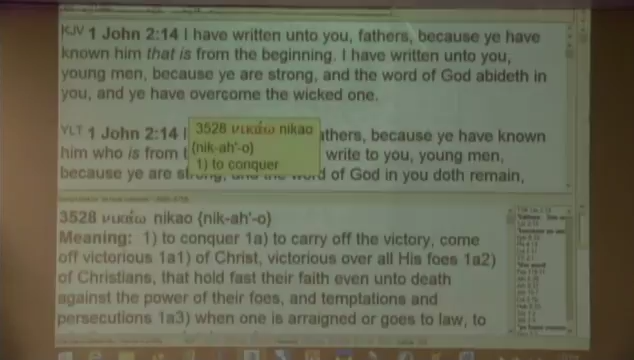 KJV 1 John 2:14 I have written unto you, fathers, because ye have
known him that is from the beginning. I have written unto you,
young men, because ye are strong, and the word of God abideth in
you, and ye have overcome the wicked one.
YLT 1 John 2:14 I
athers, because ye have known
him who is from t
write to you, young men,
because ye are strong, and the word of God in you doth remain,
3528 νικάω nikao
{nik-ah'-o}
1) to conquer
3528 νικάω nikao {nik-ah'-o}
Meaning: 1) to conquer 1a) to carry off the victory, come
off victorious 1a1) of Christ, victorious over all His foes 1a2)
of Christians, that hold fast their faith even unto death
against the power of their foes, and temptations and
persecutions 1a3) when one is arraigned or goes to law, to